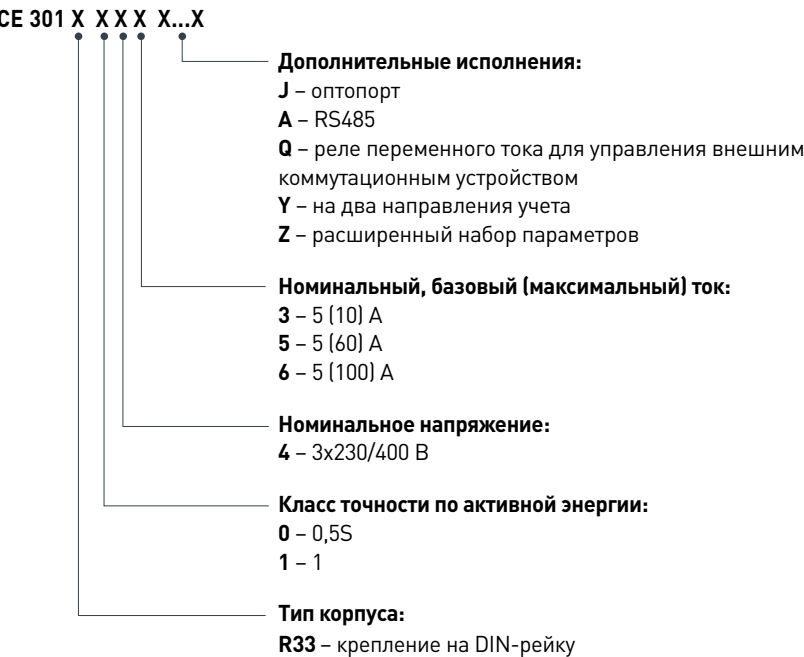 CE 301 X X X X X...X
Дополнительные исполнения:
J – оптопорт
A – RS485
Q – реле переменного тока для управления внешним
коммутационным устройством
Y – на два направления учета
Z – расширенный набор параметров
Номинальный, базовый (максимальный) ток:
3 – 5 (10) А
5 – 5 (60) А
6 – 5 (100) А
Номинальное напряжение:
4 – 3x230/400 В
Класс точности по активной энергии:
0 – 0,5S
1 – 1
Тип корпуса:
R33 – крепление на DIN-рейку